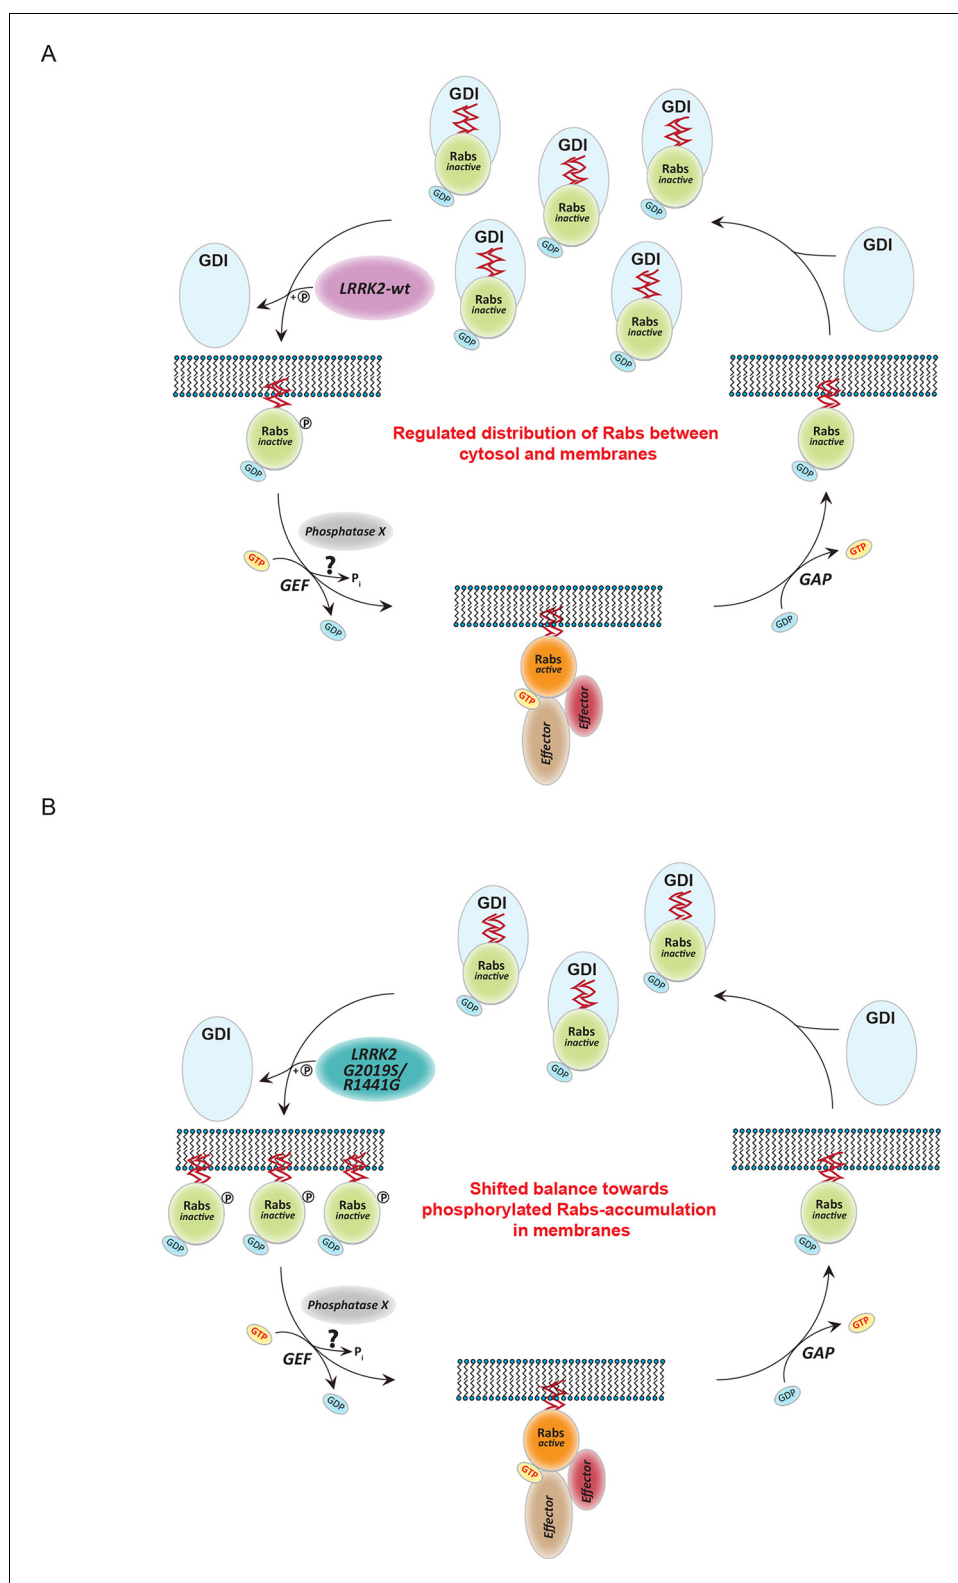 A
GDI
Rabs
inactive
GDP
GDI
Rabs
inactive
GDP
GDI
Rabs
inactive
GDP
GDI
Rabs
inactive
GDP
GDI
Rabs
inactive
GDP
GDI
LRRK2-wt
+ P
GDI
Rabs
inactive
P
GDP
Regulated distribution of Rabs between
cytosol and membranes
Rabs
inactive
GDP
Phosphatase X
GTP
?
Pi
GEF
GDP
GTP
GAP
GDP
Rabs
active
GTP
Effector
Effector
B
GDI
Rabs
inactive
GDP
GDI
Rabs
inactive
GDP
GDI
Rabs
inactive
GDP
GDI
LRRK2
G2019S/
R1441G
+ P
GDI
Rabs
inactive
P
GDP
Rabs
inactive
P
GDP
Rabs
inactive
P
GDP
Shifted balance towards
phosphorylated Rabs-accumulation
in membranes
Rabs
inactive
GDP
Phosphatase X
GTP
?
Pi
GEF
GDP
GTP
GAP
GDP
Rabs
active
GTP
Effector
Effector